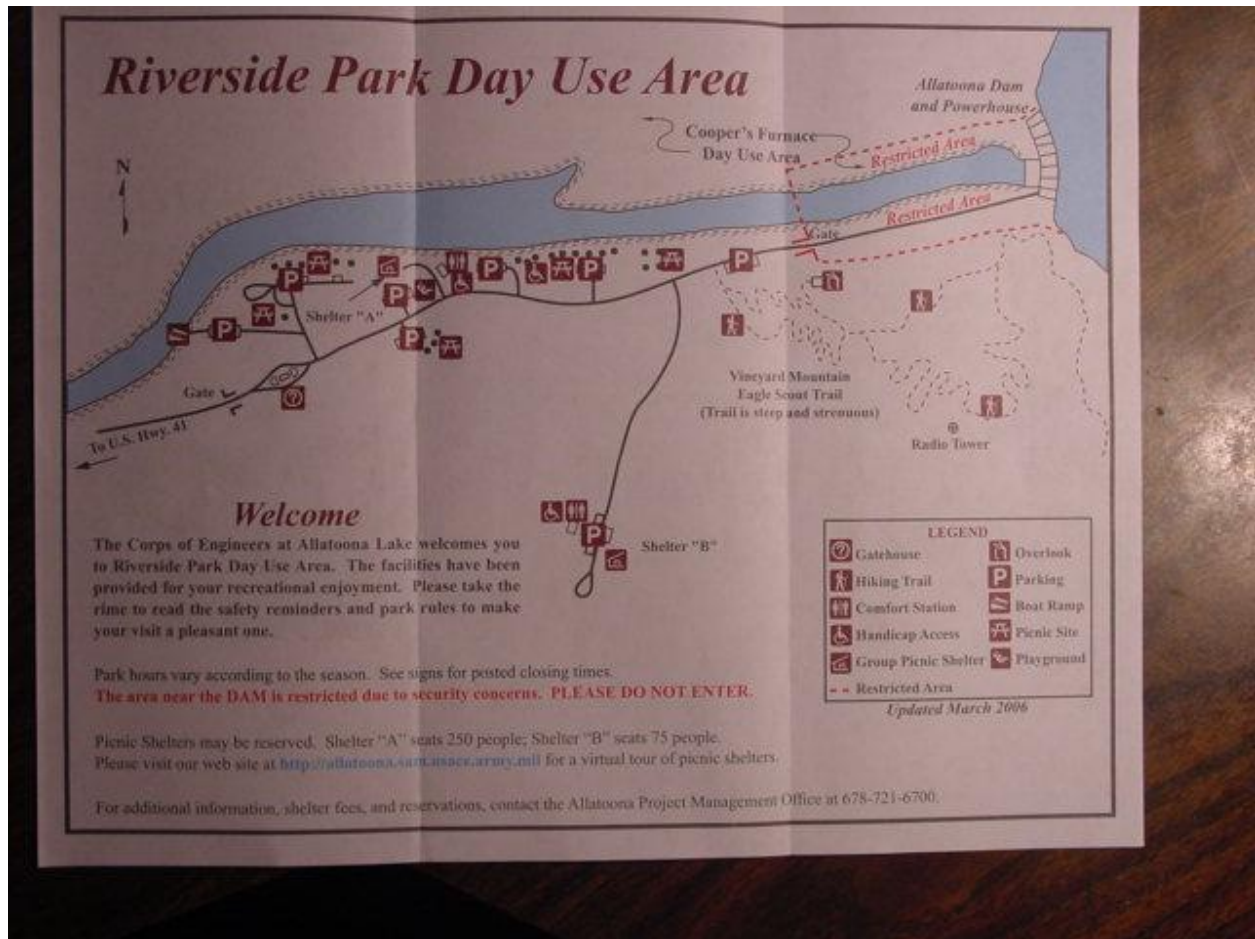 Riverside Park Day Use Area
Allatoona Dam
and Powerhouse
Cooper's Furnace
Day Use Area
Restricted Area
Restricted Area
N
Gate
P
P
P
P
P
Shelter "A"
P
P
Gate
?
To U.S. Hwy. 41
Vineyard Mountain
Eagle Scout Trail
(Trail is steep and strenuous)
Radio Tower
P
Shelter "B"
Welcome
The Corps of Engineers at Allatoona Lake welcomes you
to Riverside Park Day Use Area. The facilities have been
provided for your recreational enjoyment. Please take the
rime to read the safety reminders and park rules to make
your visit a pleasant one.
Park hours vary according to the season. See signs for posted closing times.
The area near the DAM is restricted due to security concerns. PLEASE DO NOT ENTER.
Picnic Shelters may be reserved. Shelter "A" seats 250 people; Shelter "B" seats 75 people.
Please visit our web site at http://allatoona.sam.usace.army.mil for a virtual tour of picnic shelters.
For additional information, shelter fees, and reservations, contact the Allatoona Project Management Office at 678-721-6700.
LEGEND
? Gatehouse
Hiking Trail
Comfort Station
Handicap Access
Group Picnic Shelter
Restricted Area
Overlook
P Parking
Boat Ramp
Picnic Site
Playground
Updated March 2006